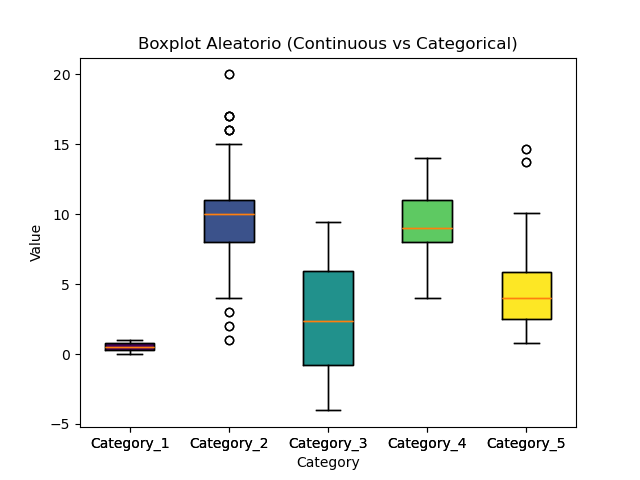 Boxplot Aleatorio (Continuous vs Categorical)
20
15
10
5
0
−5
Value
Category_1 Category_2 Category_3 Category_4 Category_5
Category